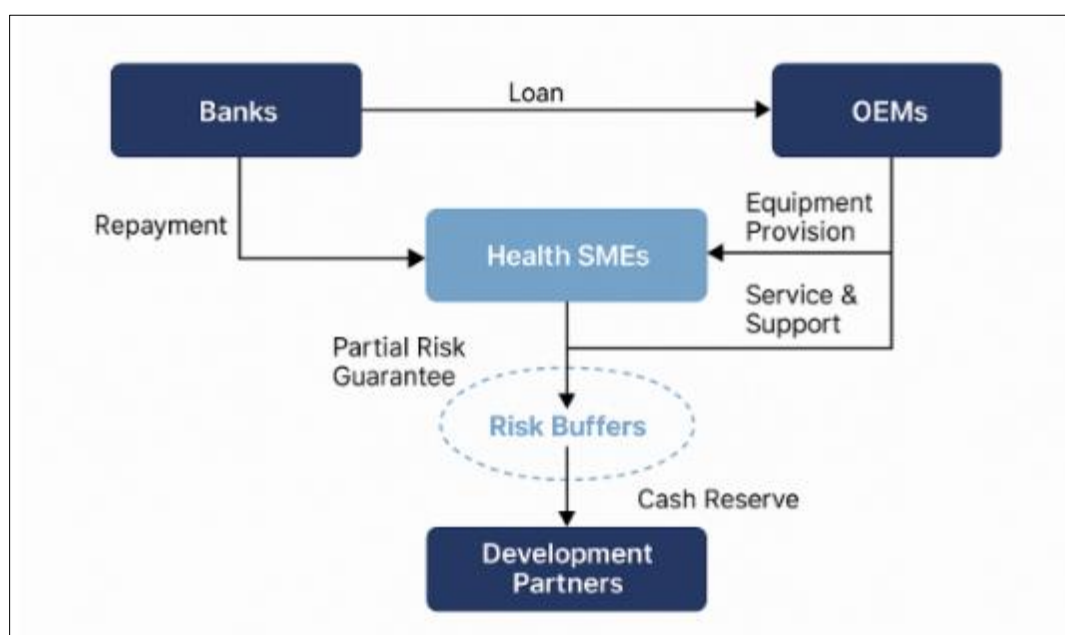 Banks
Loan
OEMs
Repayment
Equipment
Provision
Health SMEs
Service &
Support
Partial Risk
Guarantee
Risk Buffers
Cash Reserve
Development
Partners